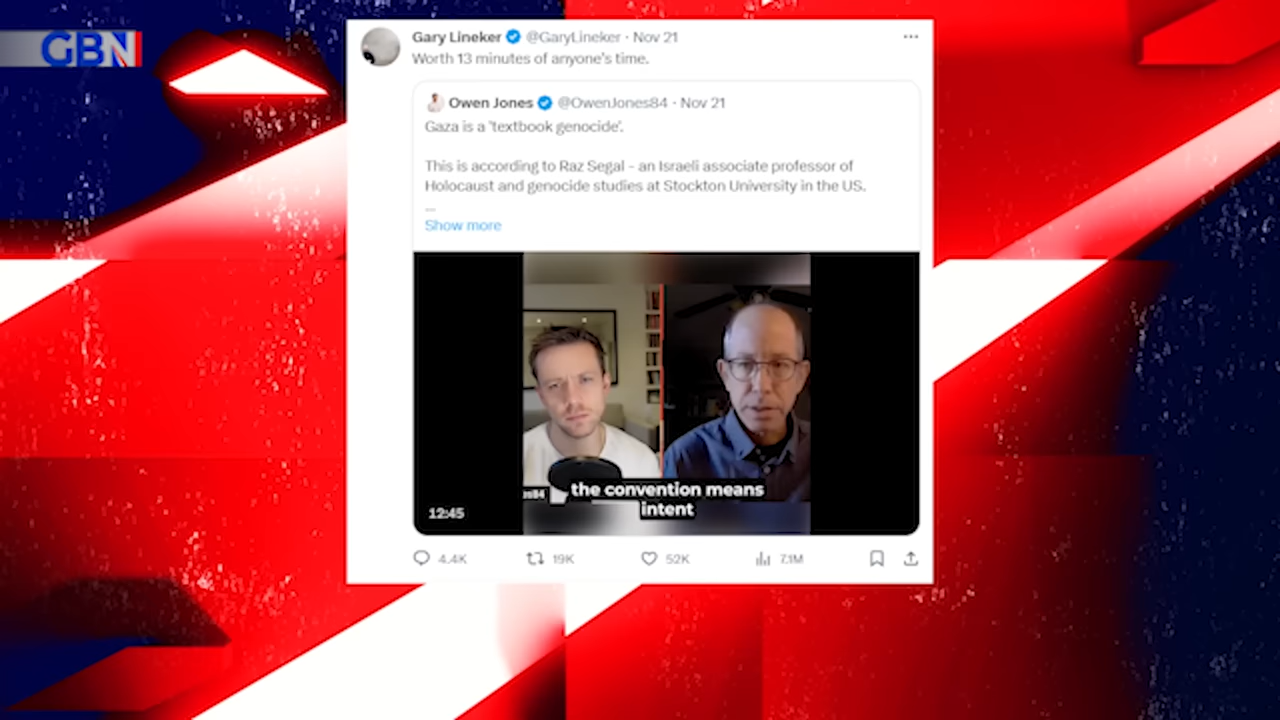 GBN
Gary Lineker @GaryLineker · Nov 21
Worth 13 minutes of anyone's time.
Owen Jones @OwenJones84 · Nov 21
Gaza is a 'textbook genocide'.
This is according to Raz Segal - an Israeli associate professor of
Holocaust and genocide studies at Stockton University in the US.
...
Show more
es84
the convention means
intent
12:45
4.4K 19K 52K 7.1M